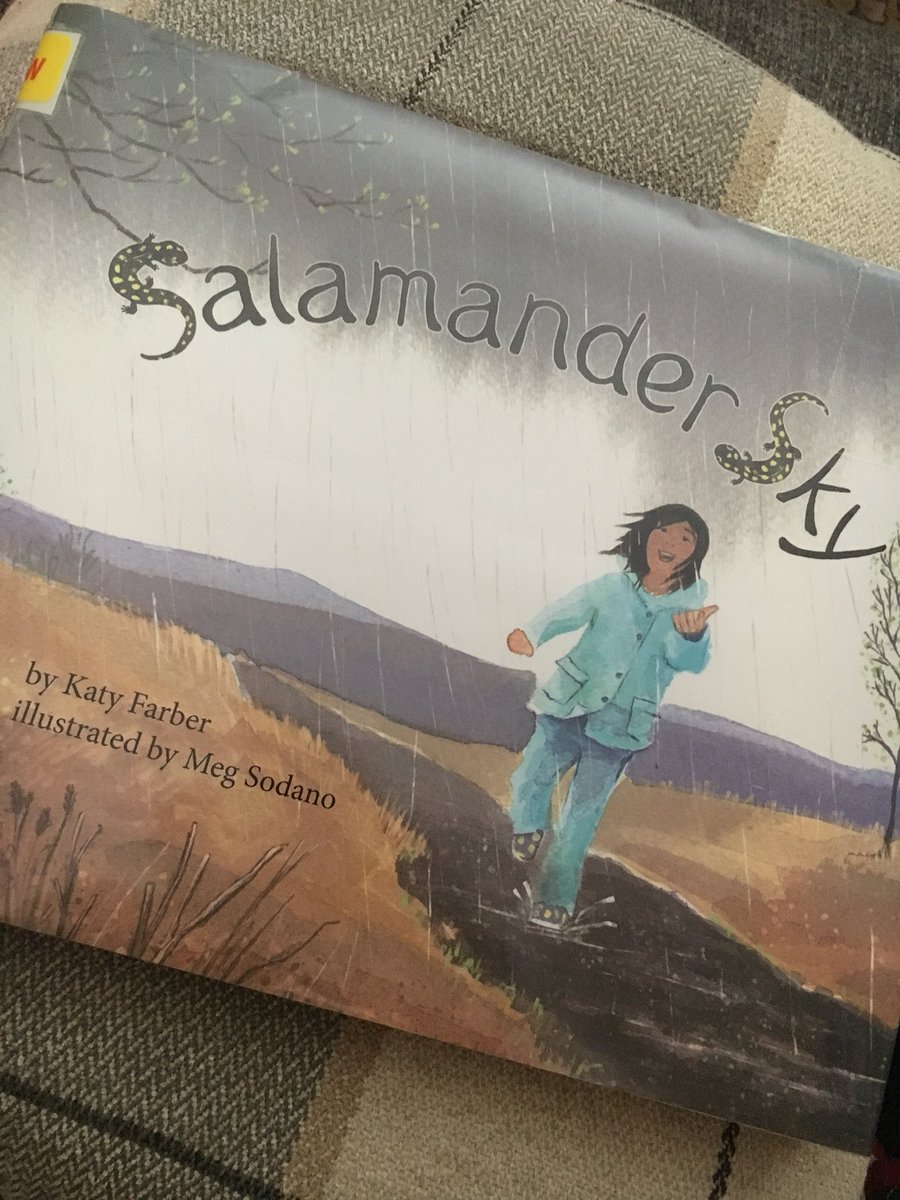 W
Salamander Sky
by Katy Farber
illustrated by Meg Sodano